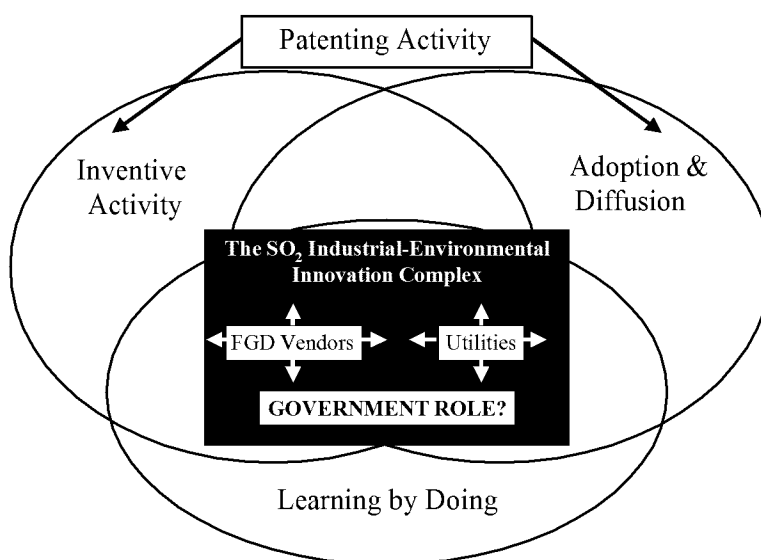 Patenting Activity
Inventive
Activity
Adoption &
Diffusion
The SO₂ Industrial-Environmental
Innovation Complex
FGD Vendors
Utilities
GOVERNMENT ROLE?
Learning by Doing